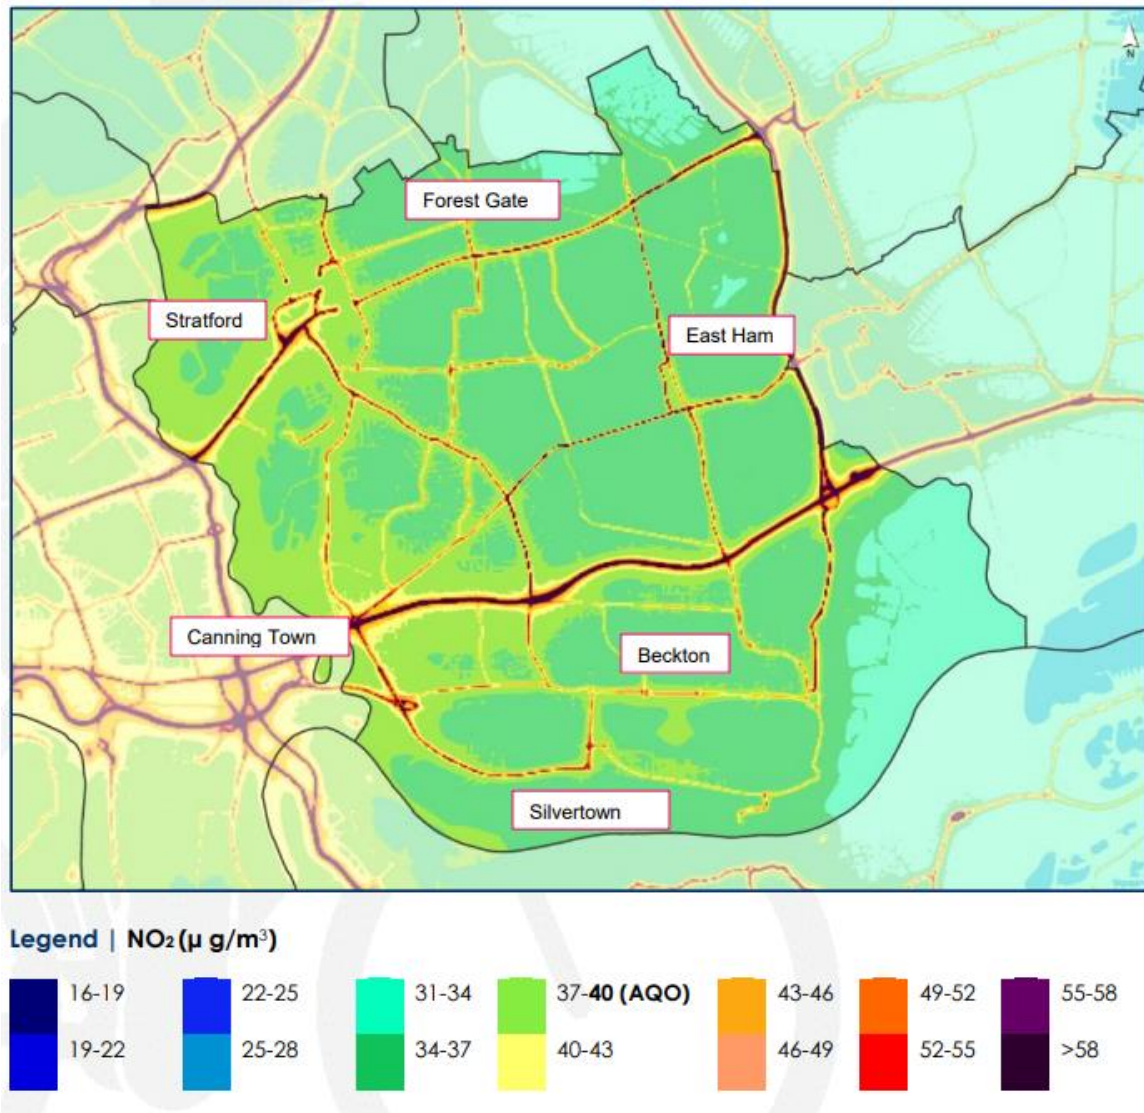 N
Forest Gate
Stratford
East Ham
Canning Town
Beckton
Silvertown
Legend | NO₂ (µ g/m³)
16-19
22-25
31-34
37-40 (AQO)
43-46
49-52
55-58
19-22
25-28
34-37
40-43
46-49
52-55
>58